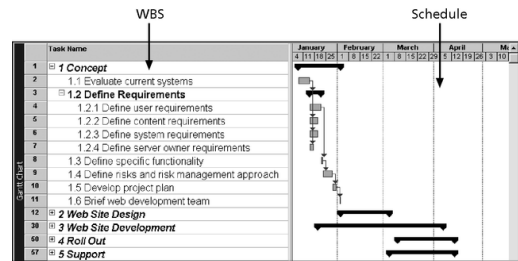 WBS Schedule
Task Name January February March April M
4 11 18 25 1 8 15 22 1 8 15 22 29 5 12 19 26 3 10
1 1 Concept
2 1.1 Evaluate current systems
3 1.2 Define Requirements
4 1.2.1 Define user requirements
5 1.2.2 Define content requirements
6 1.2.3 Define system requirements
7 1.2.4 Define server owner requirements
8 1.3 Define specific functionality
9 1.4 Define risks and risk management approach
10 1.5 Develop project plan
11 1.6 Brief web development team
12 2 Web Site Design
30 3 Web Site Development
50 4 Roll Out
57 5 Support
Gantt Chart